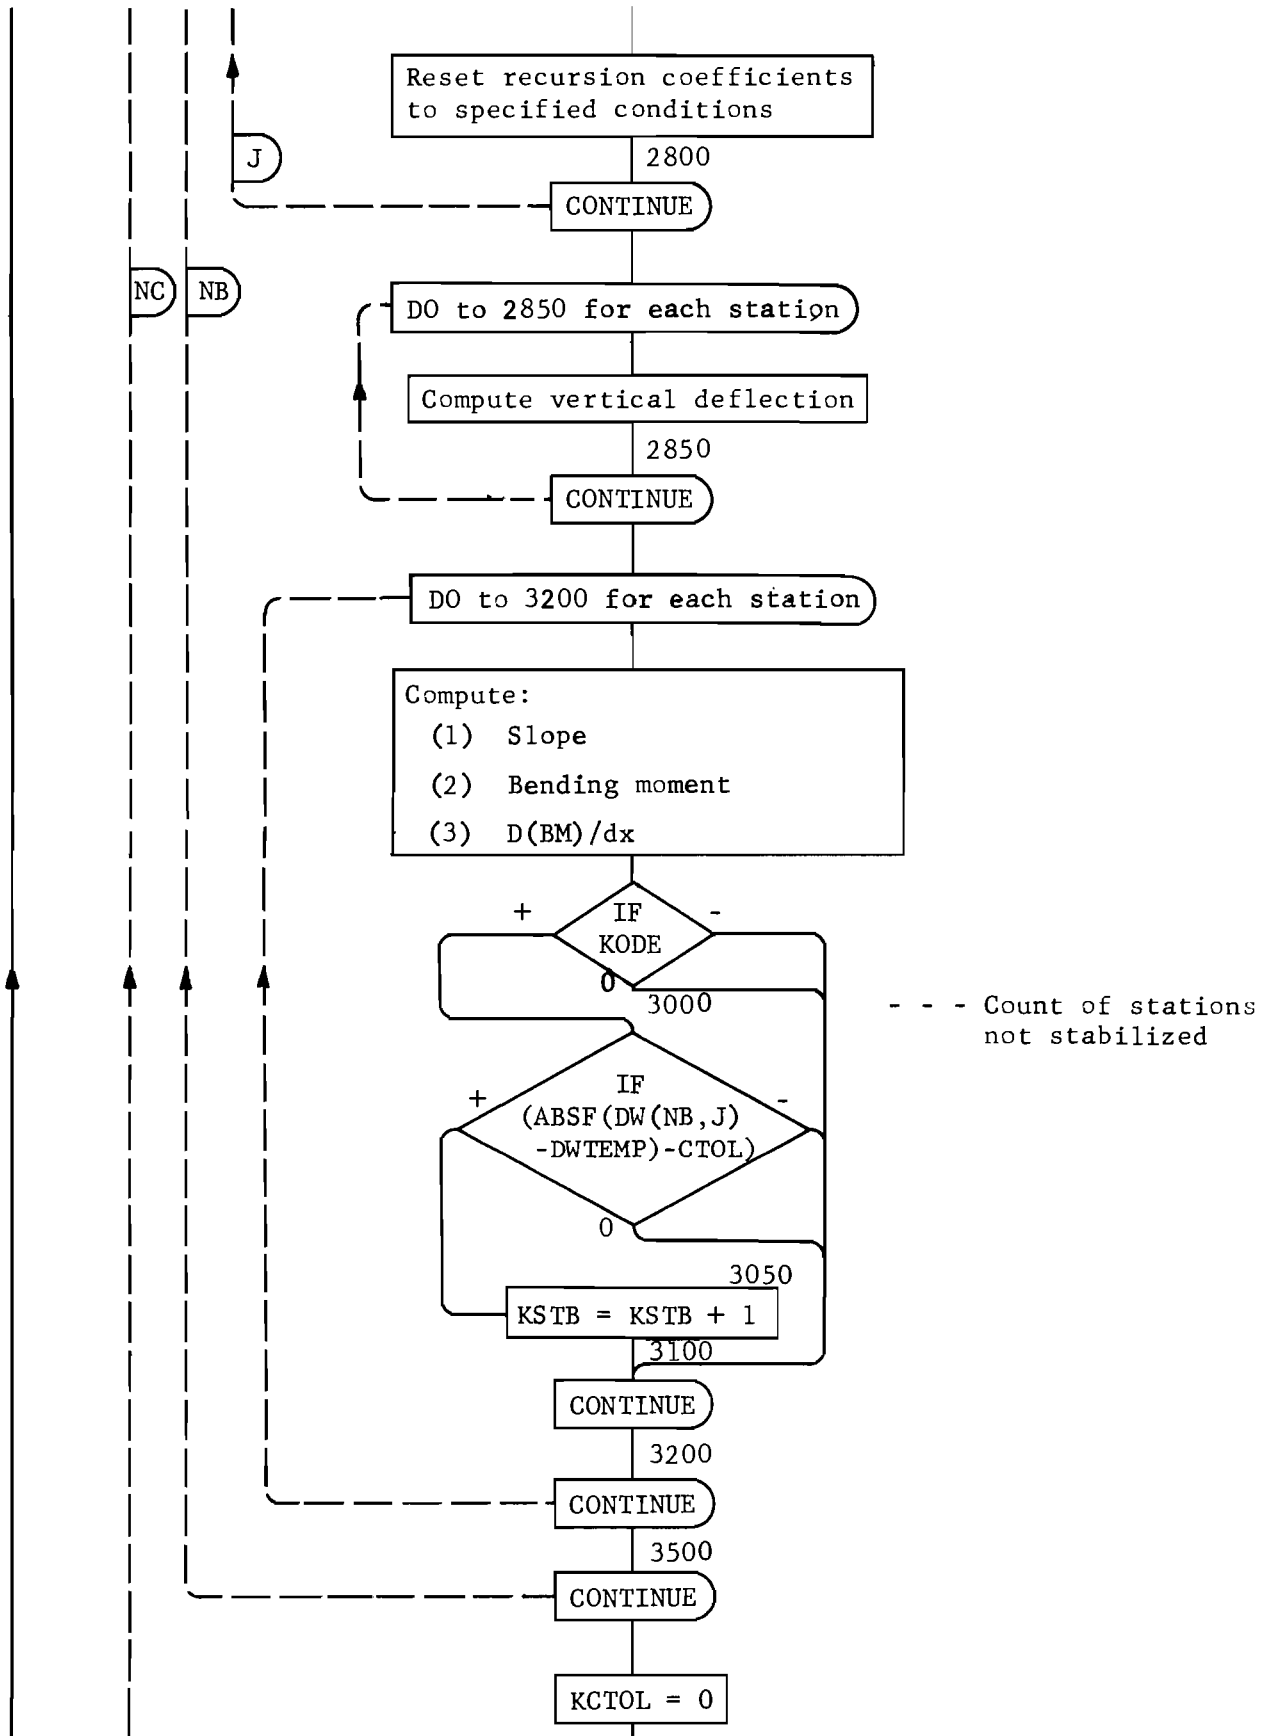 Reset recursion coefficients
to specified conditions
J
2800
CONTINUE
NC
NB
DO to 2850 for each station
Compute vertical deflection
2850
CONTINUE
DO to 3200 for each station
Compute:
(1) Slope
(2) Bending moment
(3) D(BM)/dx
+
IF
KODE
-
0
3000
- - - Count of stations
not stabilized
+
IF
(ABSF(DW(NB,J)
-DWTEMP)-CTOL)
-
0
3050
KSTB = KSTB + 1
3100
CONTINUE
3200
CONTINUE
3500
CONTINUE
KCTOL = 0